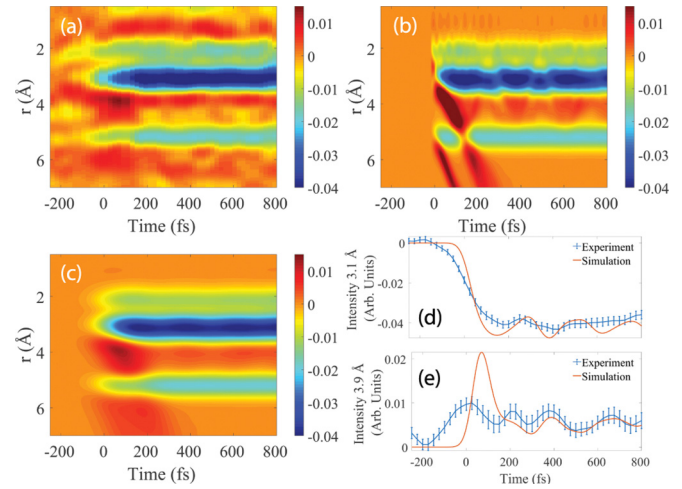 (a)
r (Å)
2
4
6
-200 0 200 400 600 800
Time (fs)
0.01
0
-0.01
-0.02
-0.03
-0.04
(b)
r (Å)
2
4
6
-200 0 200 400 600 800
Time (fs)
0.01
0
-0.01
-0.02
-0.03
-0.04
(c)
r (Å)
2
4
6
-200 0 200 400 600 800
Time (fs)
0.01
0
-0.01
-0.02
-0.03
-0.04
Intensity 3.1 Å
(Arb. Units)
0
-0.02
-0.04
Experiment
Simulation
(d)
Intensity 3.9 Å
(Arb. Units)
0.02
0.01
0
Experiment
Simulation
(e)
-200 0 200 400 600 800
Time (fs)